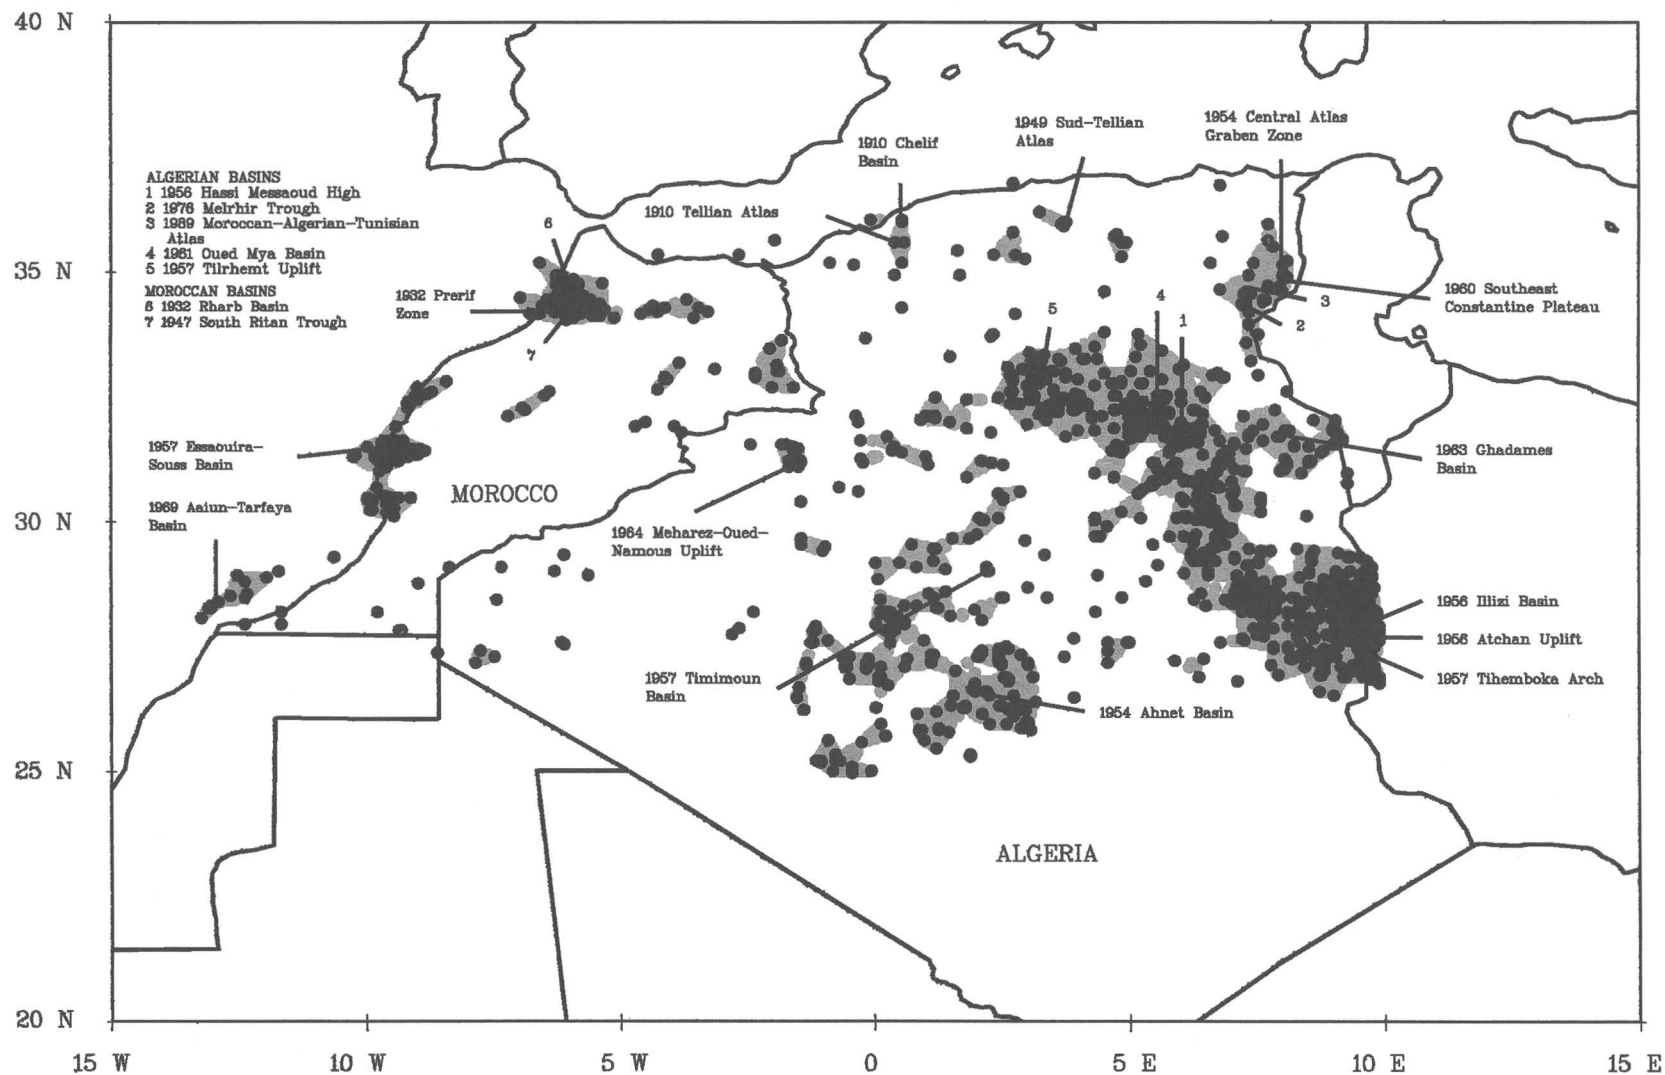 40 N
1954 Central Atlas
Graben Zone
1949 Sud-Tellian
Atlas
1910 Chelif
Basin
ALGERIAN BASINS
1 1956 Hassi Messaoud High
2 1976 Melrhir Trough
3 1989 Moroccan-Algerian-Tunisian
Atlas
4 1961 Oued Mya Basin
5 1957 Tilrhemt Uplift
MOROCCAN BASINS
6 1932 Rharb Basin
7 1947 South Ritan Trough
1910 Tellian Atlas
6
35 N
1932 Prerif
Zone
7
5
4
1
3
2
1960 Southeast
Constantine Plateau
1957 Essaouira-
Souss Basin
1963 Ghadames
Basin
MOROCCO
1969 Aaiun-Tarfaya
Basin
30 N
1964 Meharez-Oued-
Namous Uplift
1956 Illizi Basin
1956 Atchan Uplift
1957 Tihemboka Arch
1957 Timimoun
Basin
1954 Ahnet Basin
25 N
ALGERIA
20 N
15 W
10 W
5 W
0
5 E
10 E
15 E